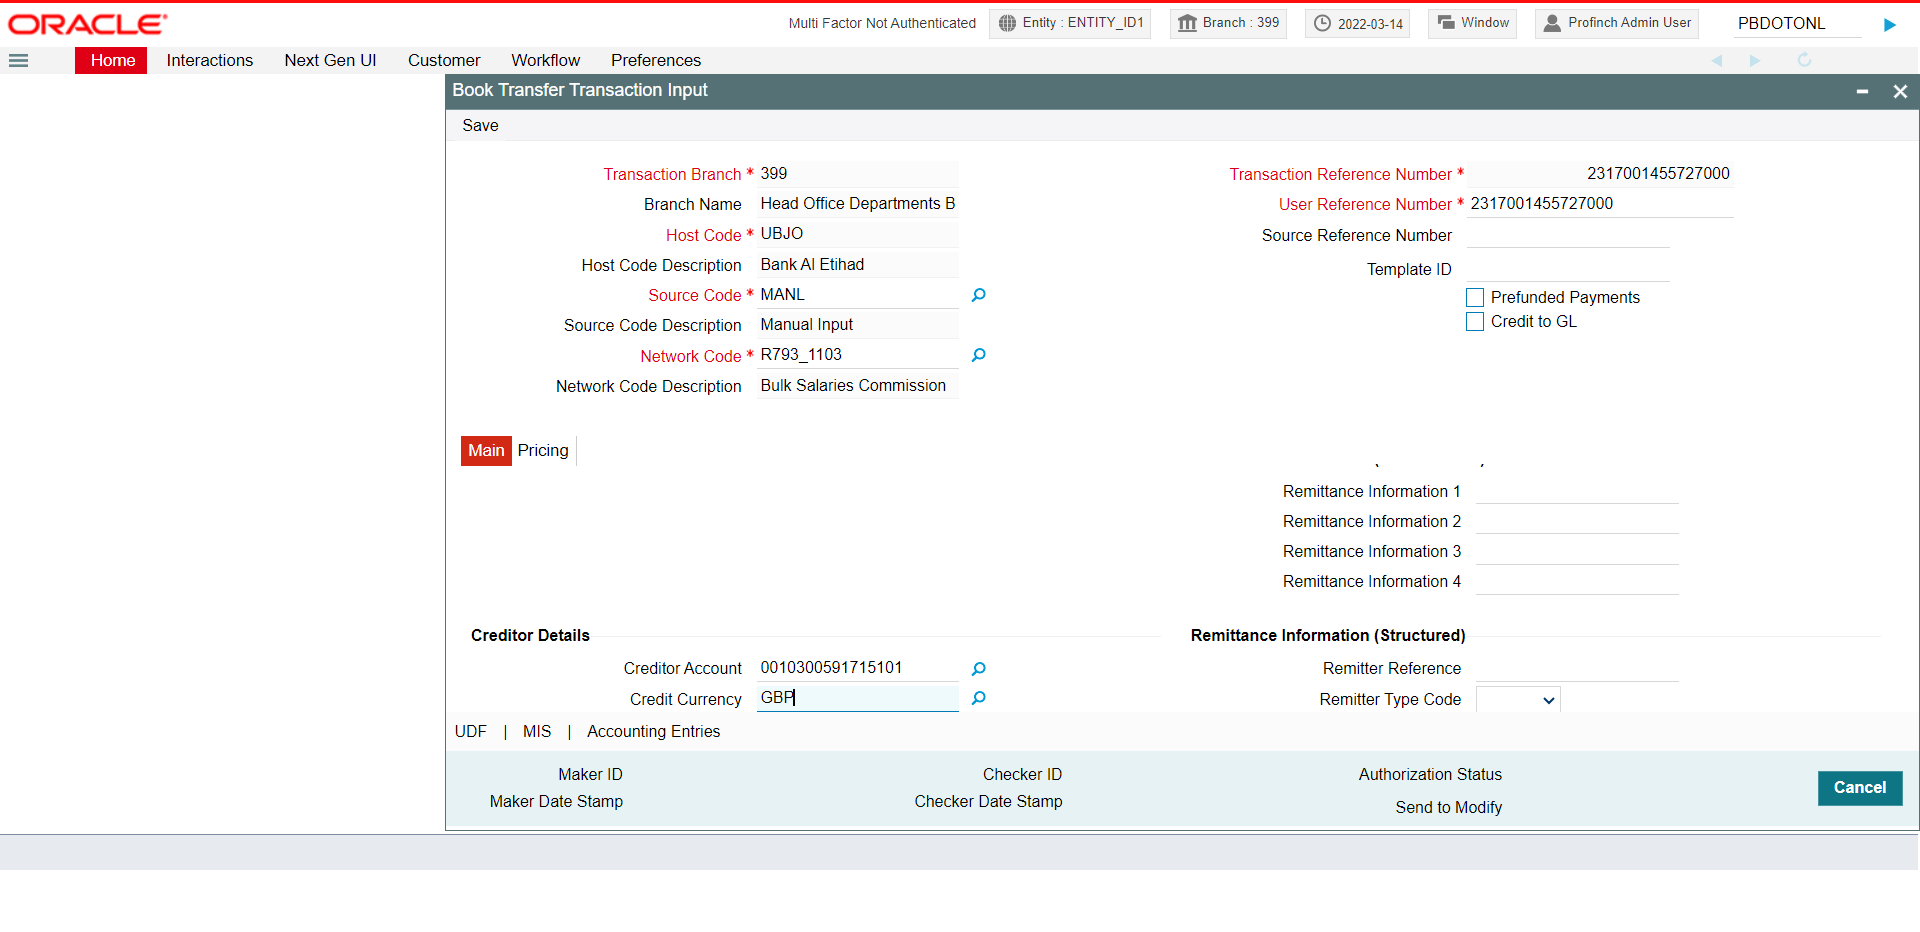 ORACLE
Multi Factor Not Authenticated
Entity : ENTITY_ID1
Branch : 399
2022-03-14
Window
Profinch Admin User
PBDOTONL
Home
Interactions
Next Gen UI
Customer
Workflow
Preferences
Book Transfer Transaction Input
Save
Transaction Branch * 399
Branch Name Head Office Departments B
Host Code * UBJO
Host Code Description Bank Al Etihad
Source Code * MANL
Source Code Description Manual Input
Network Code * R793_1103
Network Code Description Bulk Salaries Commission
Transaction Reference Number * 2317001455727000
User Reference Number * 2317001455727000
Source Reference Number
Template ID
Prefunded Payments
Credit to GL
Main Pricing
Remittance Information 1
Remittance Information 2
Remittance Information 3
Remittance Information 4
Creditor Details
Creditor Account 0010300591715101
Credit Currency GBP
Remittance Information (Structured)
Remitter Reference
Remitter Type Code
UDF | MIS | Accounting Entries
Maker ID
Maker Date Stamp
Checker ID
Checker Date Stamp
Authorization Status
Send to Modify
Cancel